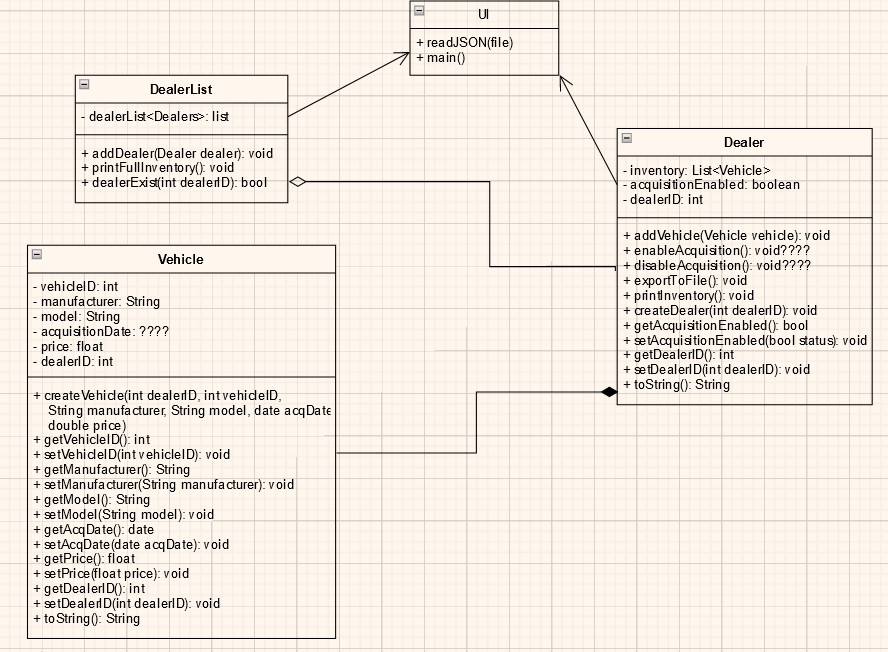 UI
+ readJSON(file)
+ main()
DealerList
- dealerList<Dealers>: list
+ addDealer(Dealer dealer): void
+ printFullInventory(): void
+ dealerExist(int dealerID): bool
Dealer
- inventory: List<Vehicle>
- acquisitionEnabled: boolean
- dealerID: int
+ addVehicle(Vehicle vehicle): void
+ enableAcquisition(): void????
+ disableAcquisition(): void????
+ exportToFile(): void
+ printInventory(): void
+ createDealer(int dealerID): void
+ getAcquisitionEnabled(): bool
+ setAcquisitionEnabled(bool status): void
+ getDealerID(): int
+ setDealerID(int dealerID): void
+ toString(): String
Vehicle
- vehicleID: int
- manufacturer: String
- model: String
- acquisitionDate: ????
- price: float
- dealerID: int
+ createVehicle(int dealerID, int vehicleID,
String manufacturer, String model, date acqDate
double price)
+ getVehicleID(): int
+ setVehicleID(int vehicleID): void
+ getManufacturer(): String
+ setManufacturer(String manufacturer): void
+ getModel(): String
+ setModel(String model): void
+ getAcqDate(): date
+ setAcqDate(date acqDate): void
+ getPrice(): float
+ setPrice(float price): void
+ getDealerID(): int
+ setDealerID(int dealerID): void
+ toString(): String